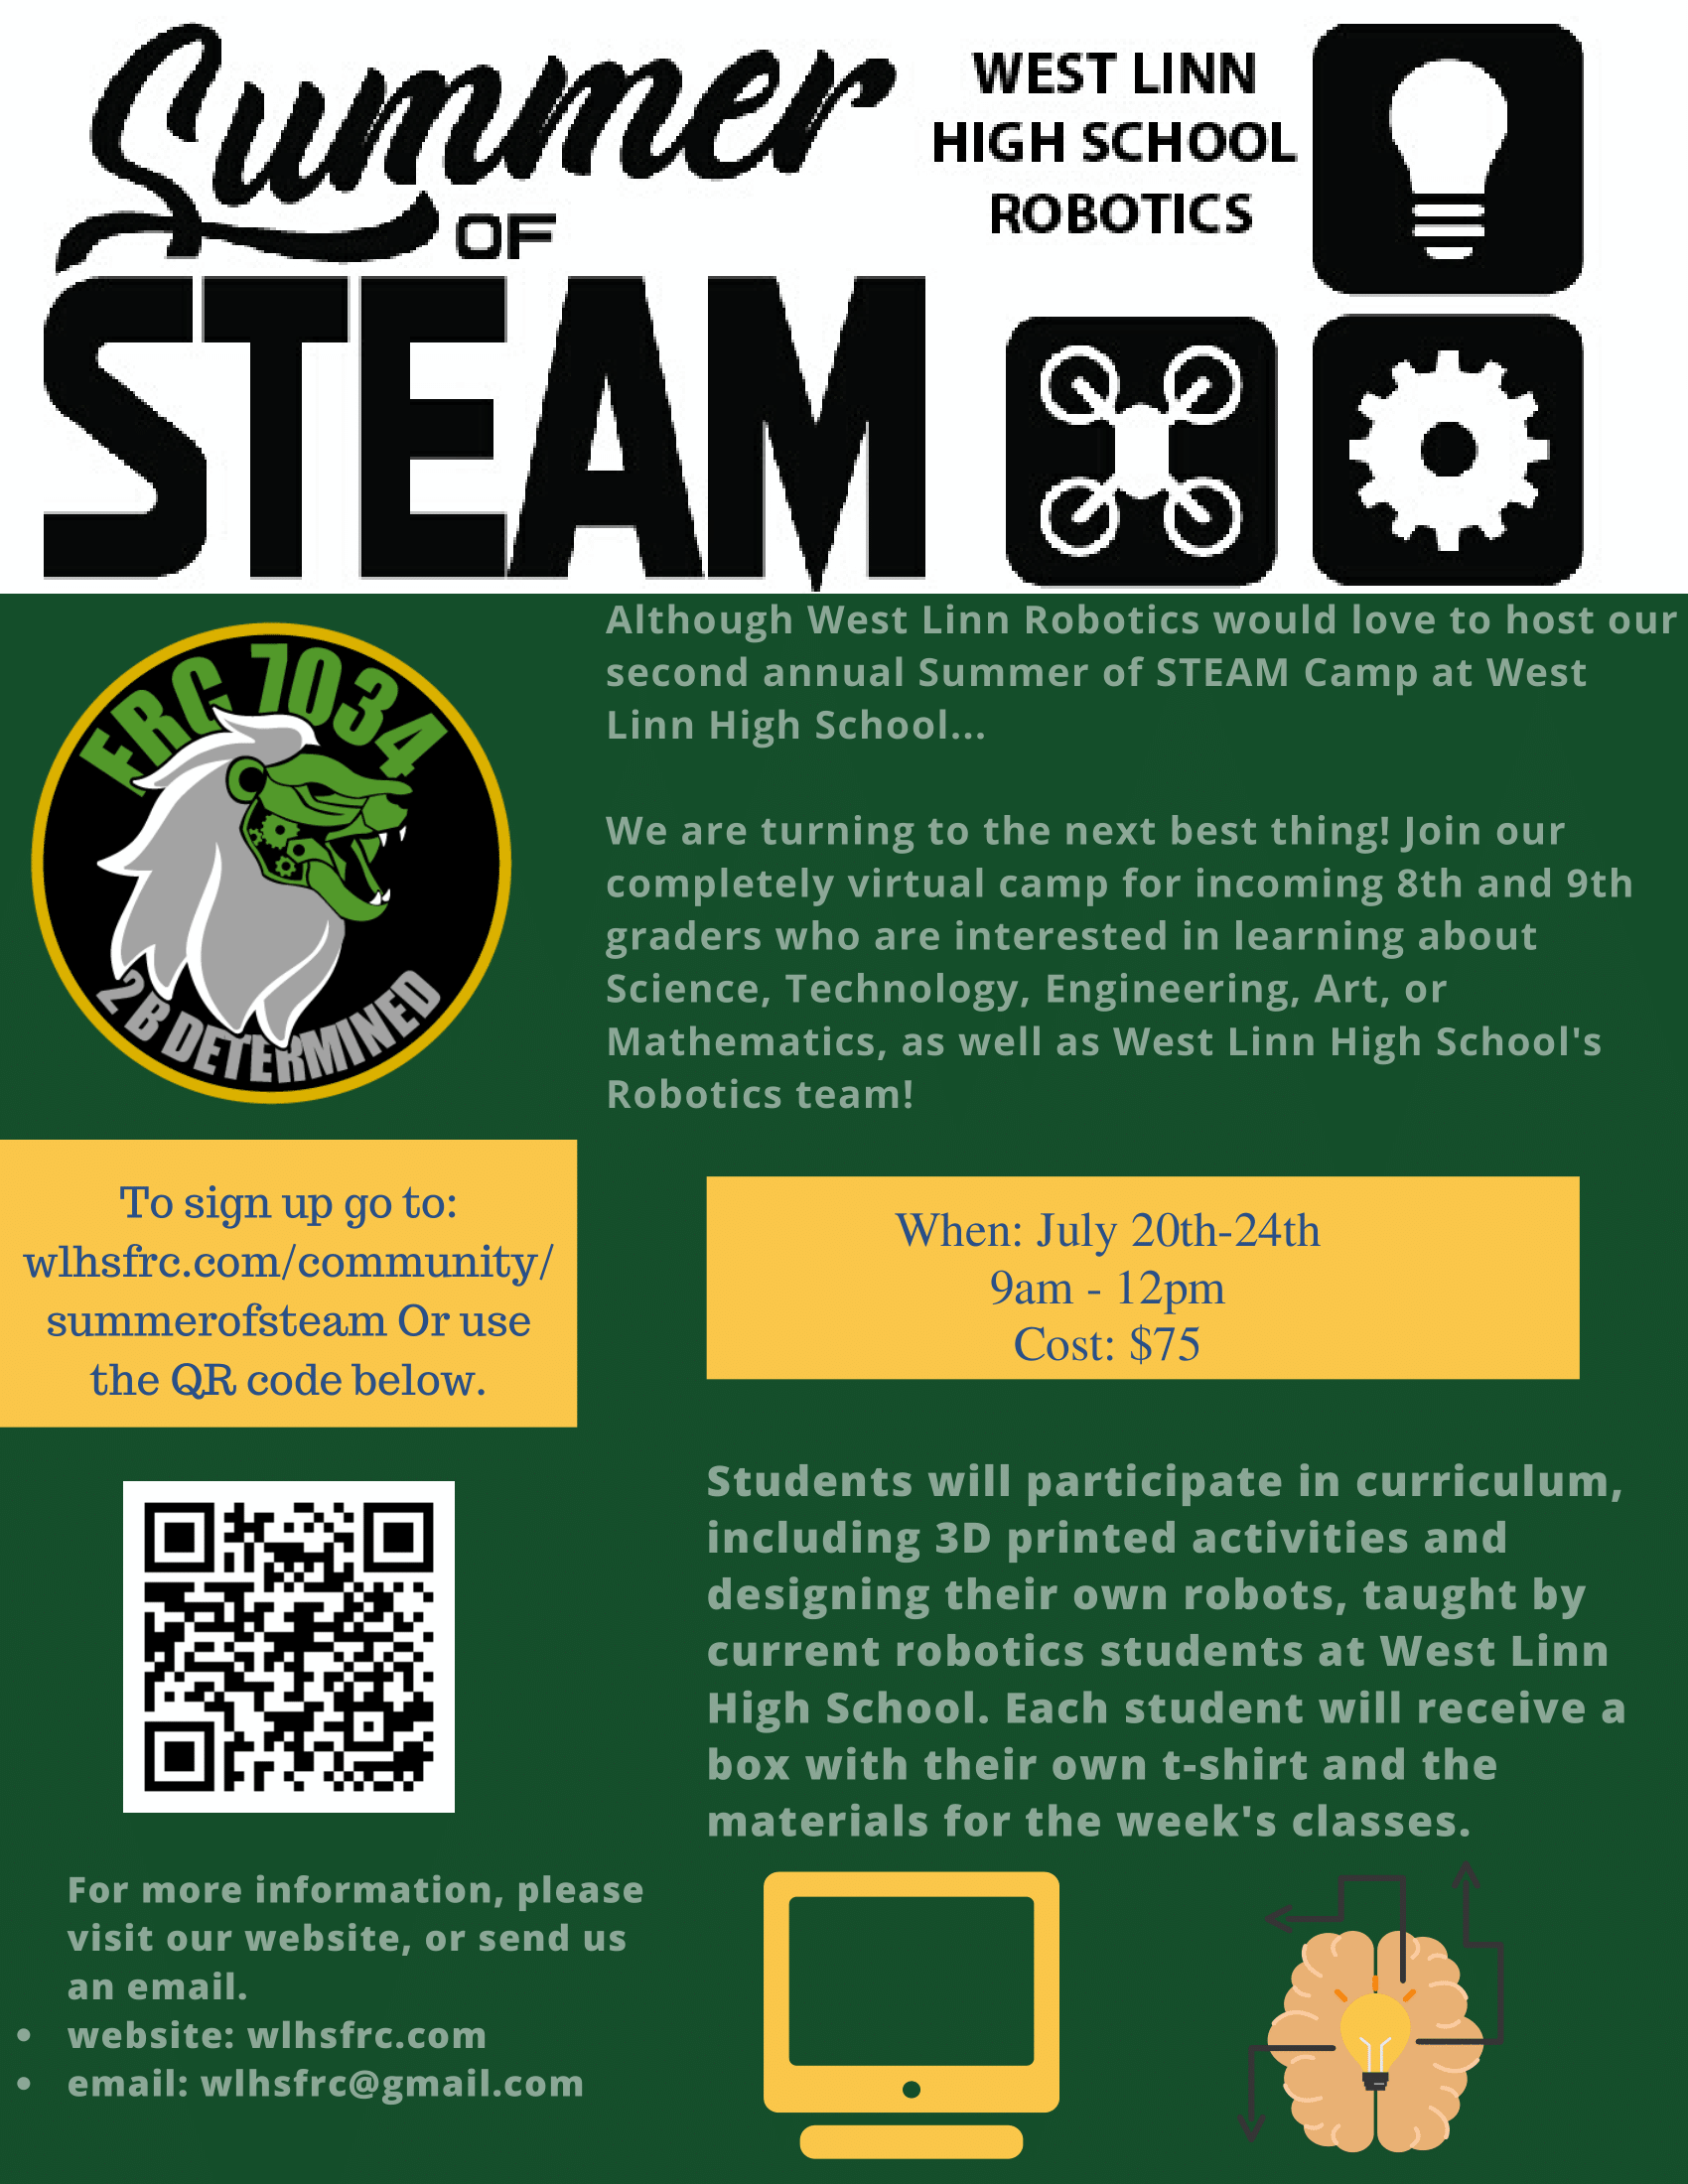 Summer
OF
STEAM
WEST LINN
HIGH SCHOOL
ROBOTICS
FRC 7034
2 B DETERMINED
Although West Linn Robotics would love to host our
second annual Summer of STEAM Camp at West
Linn High School...
We are turning to the next best thing! Join our
completely virtual camp for incoming 8th and 9th
graders who are interested in learning about
Science, Technology, Engineering, Art, or
Mathematics, as well as West Linn High School's
Robotics team!
To sign up go to:
wlhsfrc.com/community/
summerofsteam Or use
the QR code below.
When: July 20th-24th
9am - 12pm
Cost: $75
Students will participate in curriculum,
including 3D printed activities and
designing their own robots, taught by
current robotics students at West Linn
High School. Each student will receive a
box with their own t-shirt and the
materials for the week's classes.
For more information, please
visit our website, or send us
an email.
• website: wlhsfrc.com
• email: wlhsfrc@gmail.com